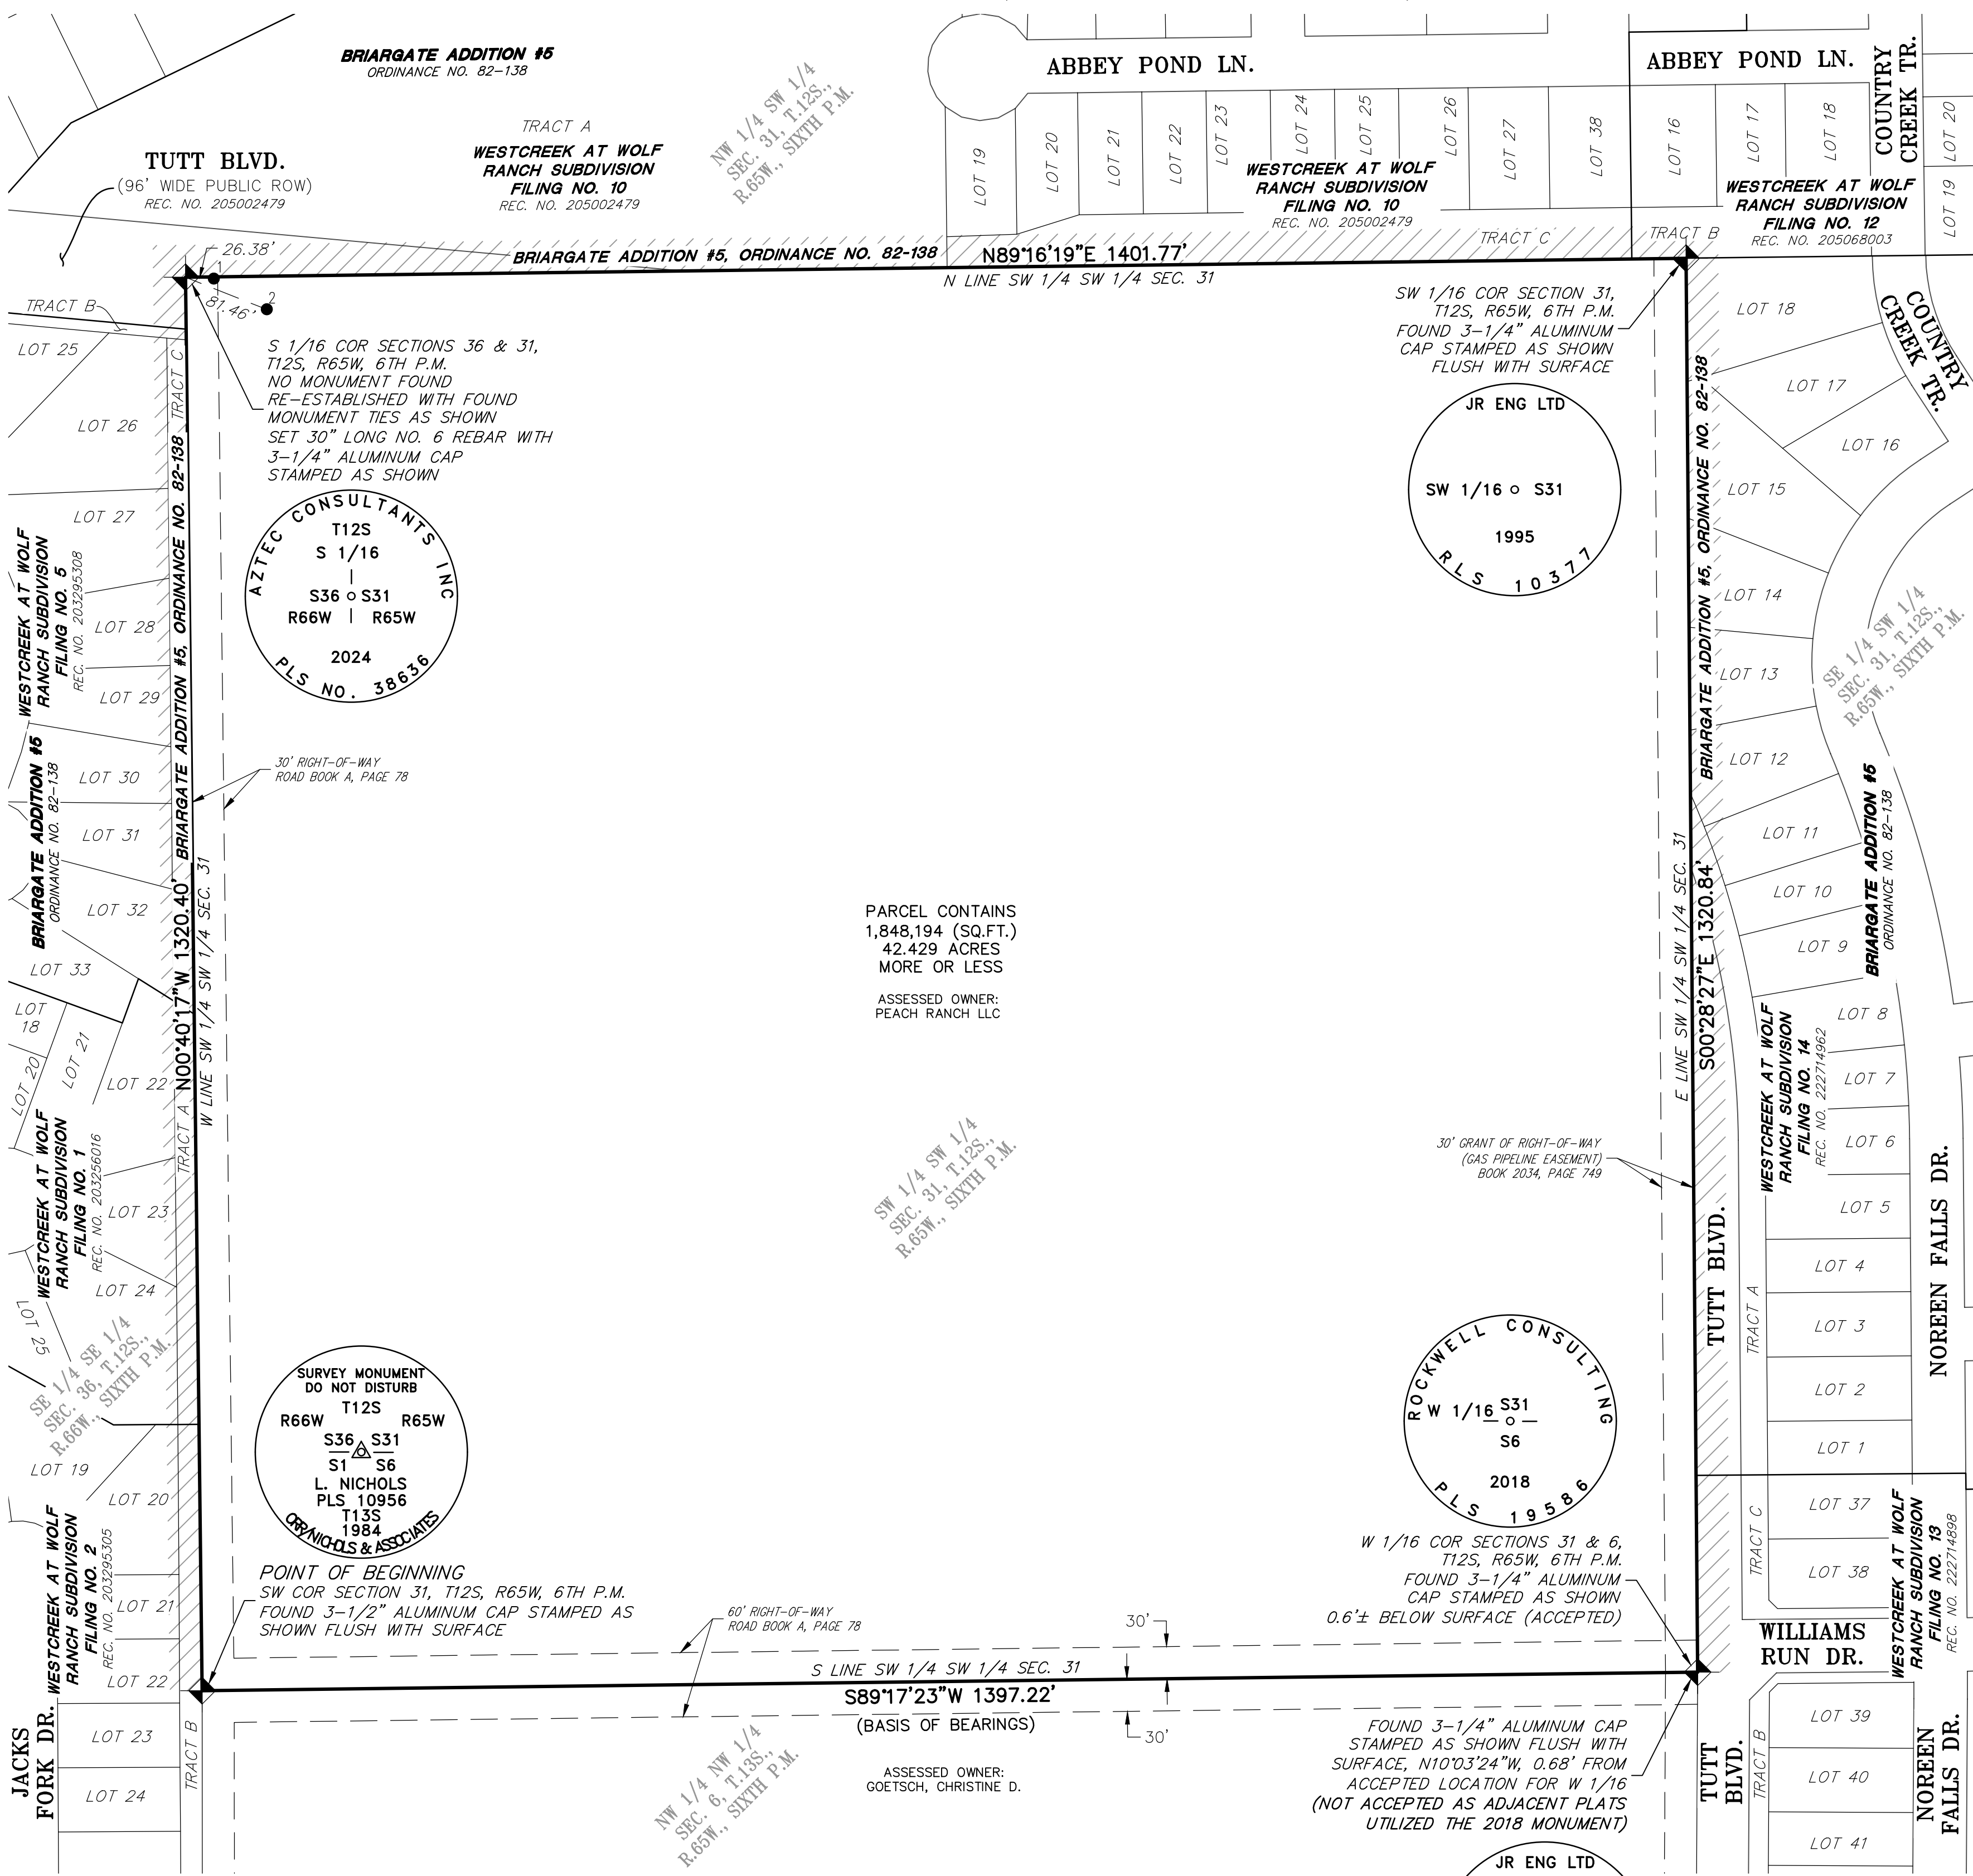 BRIARGATE ADDITION #5
ORDINANCE NO. 82-138
TRACT A
WESTCREEK AT WOLF
RANCH SUBDIVISION
FILING NO. 10
REC. NO. 205002479
NW 1/4 SW 1/4
SEC. 31, T.12S.,
R.65W., SIXTH P.M.
TUTT BLVD.
(96' WIDE PUBLIC ROW)
REC. NO. 205002479
ABBEY POND LN.
ABBEY POND LN.
COUNTRY
CREEK TR.
LOT 19
LOT 20
LOT 21
LOT 22
LOT 23
LOT 24
LOT 25
LOT 26
LOT 27
LOT 38
LOT 16
LOT 17
LOT 18
LOT 20
LOT 19
WESTCREEK AT WOLF
RANCH SUBDIVISION
FILING NO. 10
REC. NO. 205002479
WESTCREEK AT WOLF
RANCH SUBDIVISION
FILING NO. 12
REC. NO. 205068003
TRACT C
TRACT B
26.38'
1
81.46'
2
BRIARGATE ADDITION #5, ORDINANCE NO. 82-138
N89°16'19"E 1401.77'
N LINE SW 1/4 SW 1/4 SEC. 31
S 1/16 COR SECTIONS 36 & 31,
T12S, R65W, 6TH P.M.
NO MONUMENT FOUND
RE-ESTABLISHED WITH FOUND
MONUMENT TIES AS SHOWN
SET 30" LONG NO. 6 REBAR WITH
3-1/4" ALUMINUM CAP
STAMPED AS SHOWN
AZTEC CONSULTANTS INC
T12S
S 1/16
S36 S31
R66W R65W
2024
PLS NO. 38636
SW 1/16 COR SECTION 31,
T12S, R65W, 6TH P.M.
FOUND 3-1/4" ALUMINUM
CAP STAMPED AS SHOWN
FLUSH WITH SURFACE
JR ENG LTD
SW 1/16 S31
1995
RLS 10377
TRACT B
LOT 25
TRACT C
LOT 26
LOT 27
LOT 28
LOT 29
LOT 30
LOT 31
LOT 32
LOT 33
LOT
18
LOT 20
LOT 21
LOT 22
LOT 23
LOT 24
LOT 25
WESTCREEK AT WOLF
RANCH SUBDIVISION
FILING NO. 5
REC. NO. 203295308
BRIARGATE ADDITION #5
ORDINANCE NO. 82-138
BRIARGATE ADDITION #5, ORDINANCE NO. 82-138
N00°40'17"W 1320.40'
W LINE SW 1/4 SW 1/4 SEC. 31
TRACT A
WESTCREEK AT WOLF
RANCH SUBDIVISION
FILING NO. 1
REC. NO. 203256016
SE 1/4 SE 1/4
SEC. 36, T.12S.,
R.66W., SIXTH P.M.
LOT 19
LOT 20
LOT 21
LOT 22
WESTCREEK AT WOLF
RANCH SUBDIVISION
FILING NO. 2
REC. NO. 203295305
LOT 23
LOT 24
JACKS
FORK DR.
TRACT B
30' RIGHT-OF-WAY
ROAD BOOK A, PAGE 78
PARCEL CONTAINS
1,848,194 (SQ.FT.)
42.429 ACRES
MORE OR LESS
ASSESSED OWNER:
PEACH RANCH LLC
SW 1/4 SW 1/4
SEC. 31, T.12S.,
R.65W., SIXTH P.M.
30' GRANT OF RIGHT-OF-WAY
(GAS PIPELINE EASEMENT)
BOOK 2034, PAGE 749
BRIARGATE ADDITION #5, ORDINANCE NO. 82-138
E LINE SW 1/4 SW 1/4 SEC. 31
S00°28'27"E 1320.84'
LOT 18
LOT 17
LOT 16
LOT 15
LOT 14
LOT 13
LOT 12
LOT 11
LOT 10
LOT 9
LOT 8
LOT 7
LOT 6
LOT 5
LOT 4
LOT 3
LOT 2
LOT 1
LOT 37
LOT 38
COUNTRY
CREEK TR.
SE 1/4 SW 1/4
SEC. 31, T.12S.,
R.65W., SIXTH P.M.
BRIARGATE ADDITION #5
ORDINANCE NO. 82-138
WESTCREEK AT WOLF
RANCH SUBDIVISION
FILING NO. 14
REC. NO. 222714962
TUTT BLVD.
TRACT A
NOREEN FALLS DR.
TRACT C
WESTCREEK AT WOLF
RANCH SUBDIVISION
FILING NO. 13
REC. NO. 222714898
WILLIAMS
RUN DR.
LOT 39
LOT 40
LOT 41
TUTT
BLVD.
TRACT B
NOREEN
FALLS DR.
SURVEY MONUMENT
DO NOT DISTURB
T12S
R66W R65W
S36 S31
S1 S6
L. NICHOLS
PLS 10956
T13S
1984
ORR/NICHOLS & ASSOCIATES
POINT OF BEGINNING
SW COR SECTION 31, T12S, R65W, 6TH P.M.
FOUND 3-1/2" ALUMINUM CAP STAMPED AS
SHOWN FLUSH WITH SURFACE
60' RIGHT-OF-WAY
ROAD BOOK A, PAGE 78
ROCKWELL CONSULTING
W 1/16 S31
S6
2018
PLS 19586
W 1/16 COR SECTIONS 31 & 6,
T12S, R65W, 6TH P.M.
FOUND 3-1/4" ALUMINUM
CAP STAMPED AS SHOWN
0.6'± BELOW SURFACE (ACCEPTED)
30'
S LINE SW 1/4 SW 1/4 SEC. 31
S89°17'23"W 1397.22'
(BASIS OF BEARINGS)
30'
NW 1/4 NW 1/4
SEC. 6, T.13S.,
R.65W., SIXTH P.M.
ASSESSED OWNER:
GOETSCH, CHRISTINE D.
FOUND 3-1/4" ALUMINUM CAP
STAMPED AS SHOWN FLUSH WITH
SURFACE, N10°03'24"W, 0.68' FROM
ACCEPTED LOCATION FOR W 1/16
(NOT ACCEPTED AS ADJACENT PLATS
UTILIZED THE 2018 MONUMENT)
JR ENG LTD